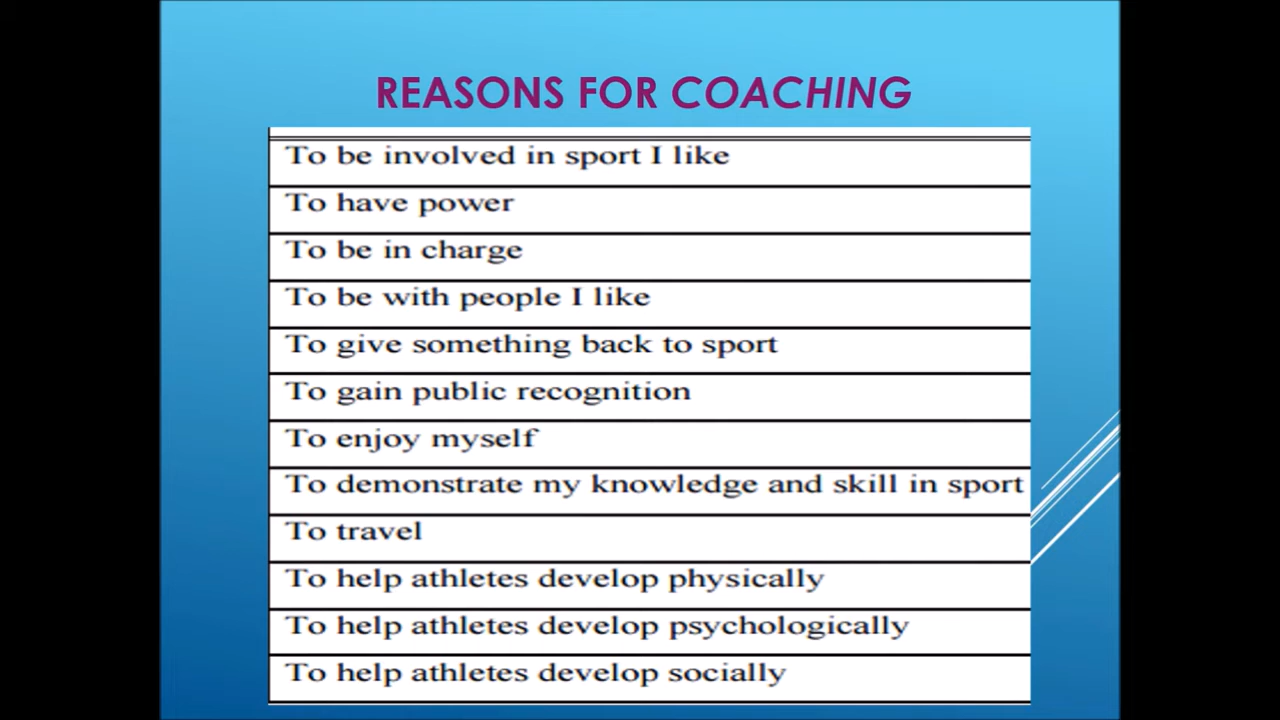 REASONS FOR COACHING
To be involved in sport I like
To have power
To be in charge
To be with people I like
To give something back to sport
To gain public recognition
To enjoy myself
To demonstrate my knowledge and skill in sport
To travel
To help athletes develop physically
To help athletes develop psychologically
To help athletes develop socially